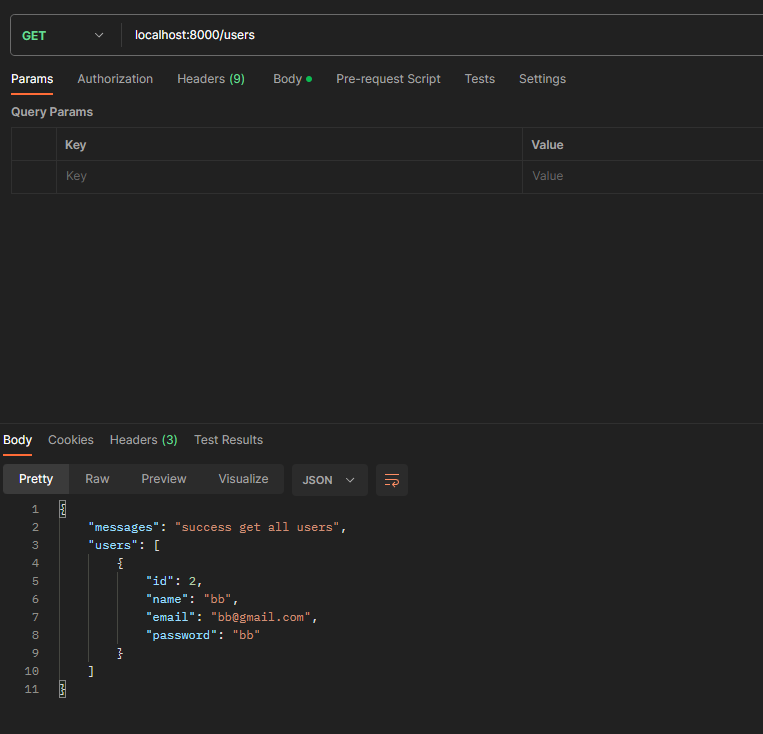 GET localhost:8000/users
Params Authorization Headers (9) Body Pre-request Script Tests Settings
Query Params
Key Value
Key Value
Body Cookies Headers (3) Test Results
Pretty Raw Preview Visualize JSON
1 {
2 "messages": "success get all users",
3 "users": [
4 {
5 "id": 2,
6 "name": "bb",
7 "email": "bb@gmail.com",
8 "password": "bb"
9 }
10 ]
11 }